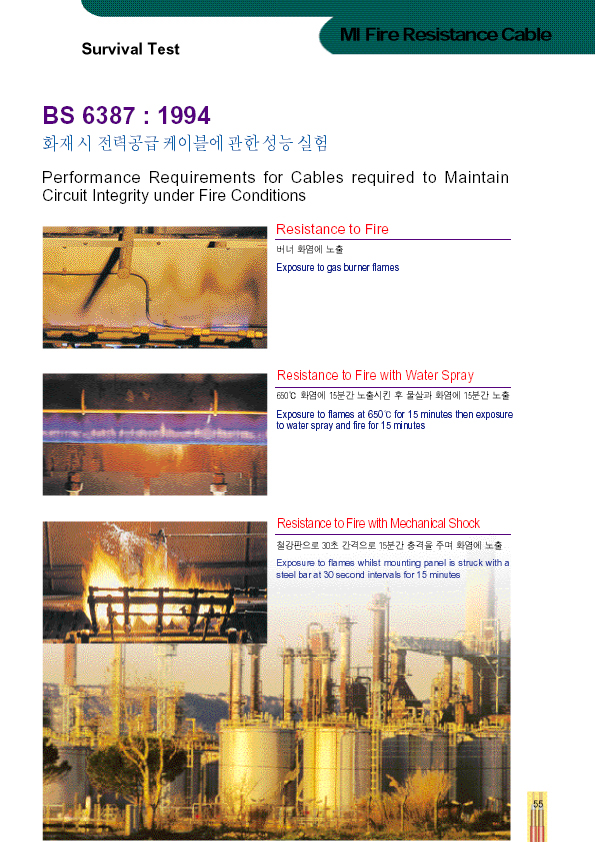 MI Fire Resistance Cable
Survival Test
BS 6387 : 1994
화재 시 전력공급 케이블에 관한 성능 실험
Performance Requirements for Cables required to Maintain
Circuit Integrity under Fire Conditions
Resistance to Fire
버너 화염에 노출
Exposure to gas burner flames
Resistance to Fire with Water Spray
650℃ 화염에 15분간 노출시킨 후 물살과 화염에 15분간 노출
Exposure to flames at 650℃ for 15 minutes then exposure
to water spray and fire for 15 minutes
Resistance to Fire with Mechanical Shock
철강판으로 30초 간격으로 15분간 충격을 주며 화염에 노출
Exposure to flames whilst mounting panel is struck with a
steel bar at 30 second intervals for 15 minutes
55